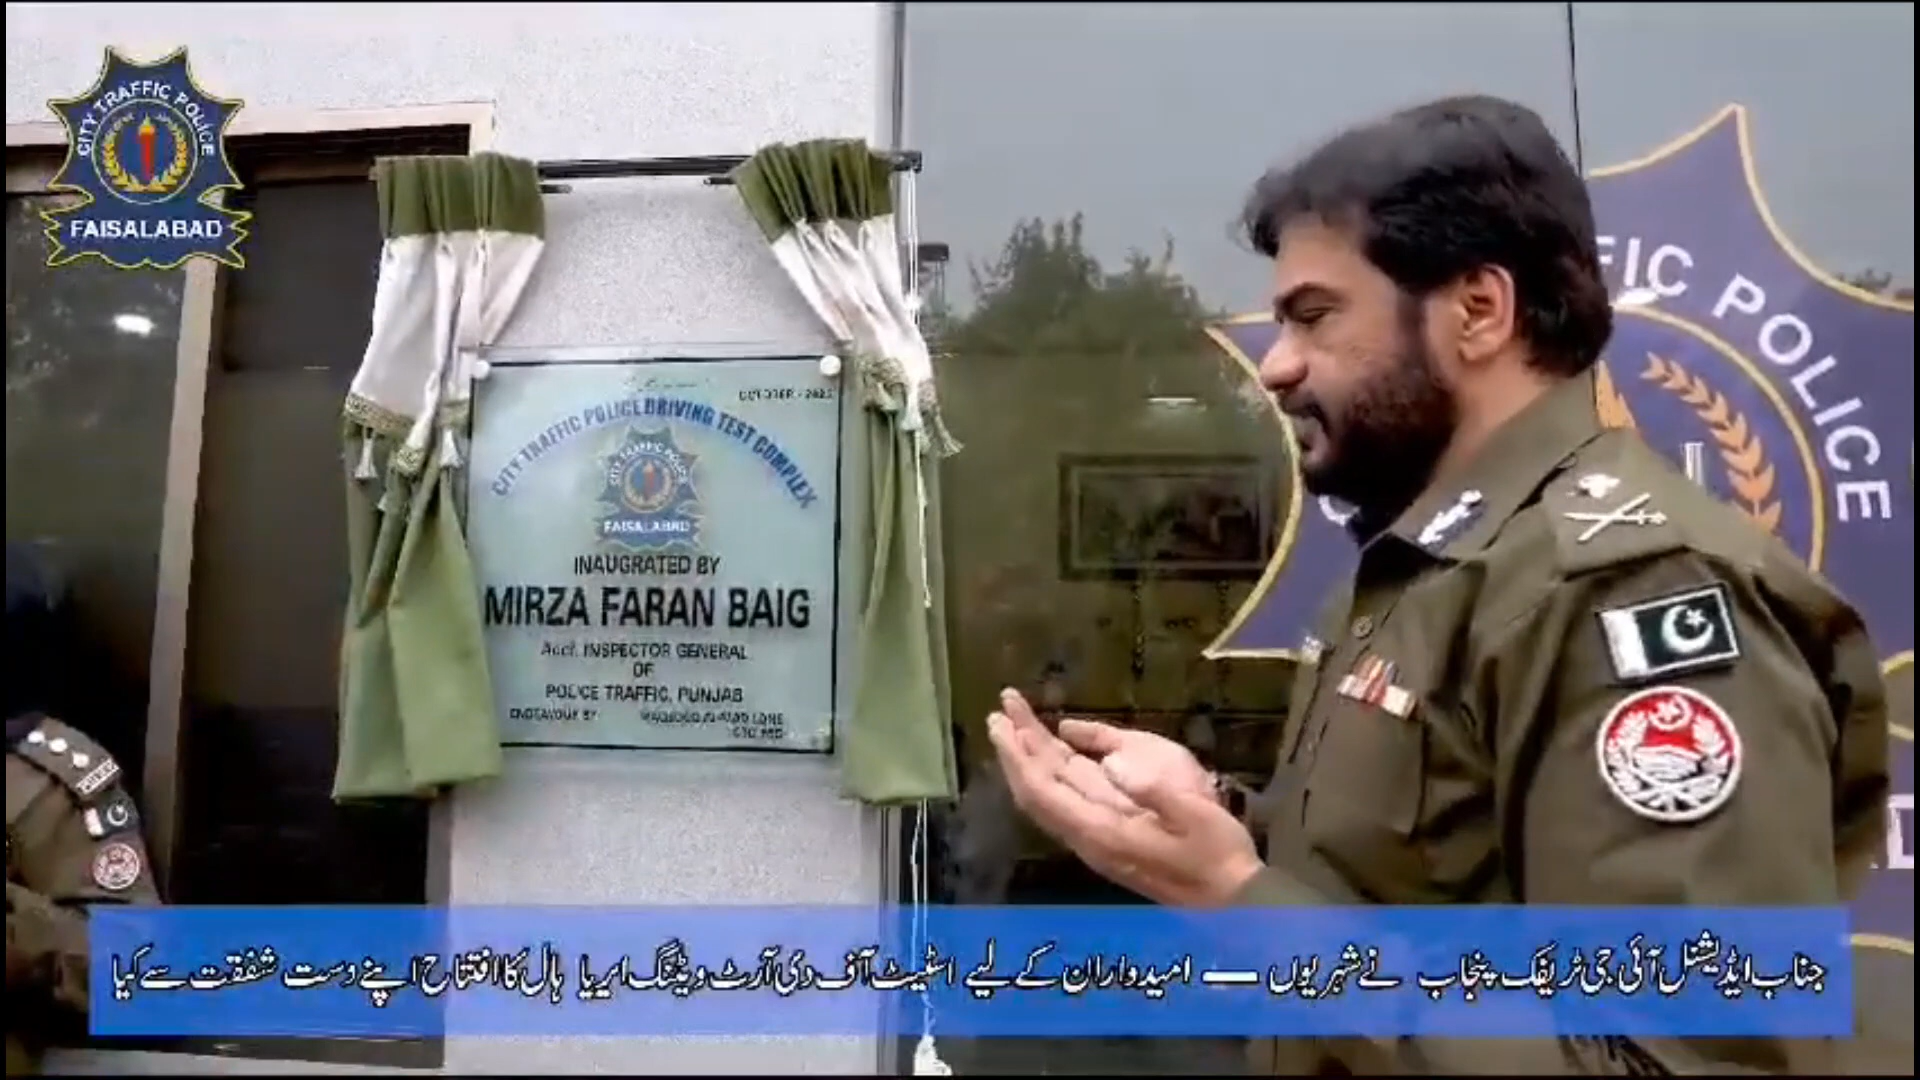 CITY TRAFFIC POLICE
FAISALABAD
OCTOBER - 2023
CITY TRAFFIC POLICE DRIVING TEST COMPLEX
CITY TRAFFIC POLICE
FAISALABAD
INAUGRATED BY
MIRZA FARAN BAIG
Addl. INSPECTOR GENERAL
OF
POLICE TRAFFIC, PUNJAB
ENDEAVOUR BY
FIC POLICE
جناب ایڈیشنل آئی جی ٹریفک پنجاب نے شہریوں — امیدواران کے لیے اسٹیٹ آف دی آرٹ ویٹنگ ایریا ہال کا افتتاح اپنے دست شفقت سے کیا